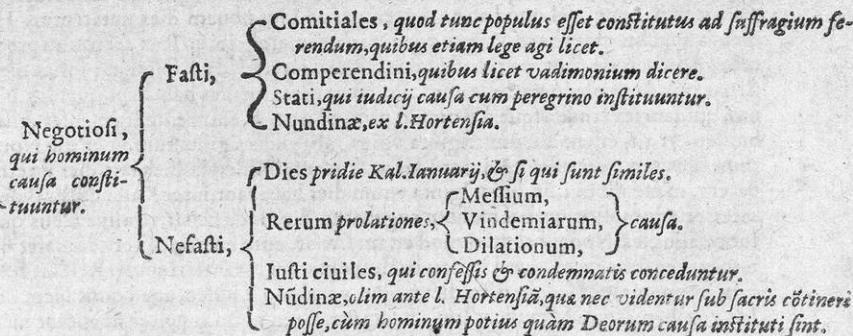 Comitiales, quod tunc populus eſſet conſtitutus ad ſuffragium fe-
rendum, quibus etiam lege agi licet.
Faſti,
Comperendini, quibus licet vadimonium dicere.
Stati, qui iudicij cauſa cum peregrino inſtituuntur.
Nundinæ, ex l. Hortenſia.
Negotioſi,
qui hominum
cauſa conſti-
tuuntur.
Dies pridie Kal. Ianuarij, & ſi qui ſunt ſimiles.
Meſſium,
Rerum prolationes, Vindemiarum, cauſa.
Dilationum,
Nefaſti,
Iuſti ciuiles, qui confeſſis & condemnatis conceduntur.
Nũdinæ, olim ante l. Hortenſiã, quæ nec videntur ſub ſacris cõtineri
poſſe, cùm hominum potius quàm Deorum cauſa inſtituti ſint.